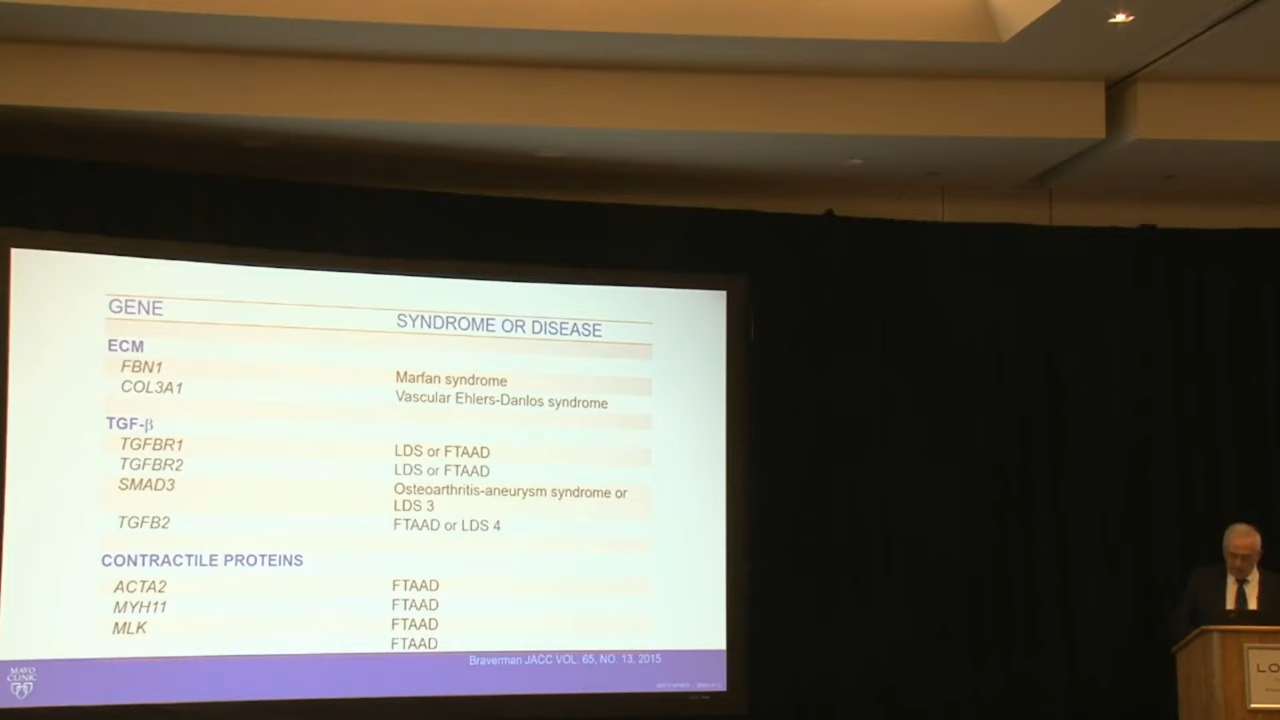 GENE
SYNDROME OR DISEASE
ECM
FBN1
Marfan syndrome
COL3A1
Vascular Ehlers-Danlos syndrome
TGF-β
TGFBR1
LDS or FTAAD
TGFBR2
LDS or FTAAD
SMAD3
Osteoarthritis-aneurysm syndrome or
LDS 3
TGFB2
FTAAD or LDS 4
CONTRACTILE PROTEINS
ACTA2
FTAAD
MYH11
FTAAD
MLK
FTAAD
FTAAD
Braverman JACC VOL. 65, NO. 13, 2015
MAYO
CLINIC
LO